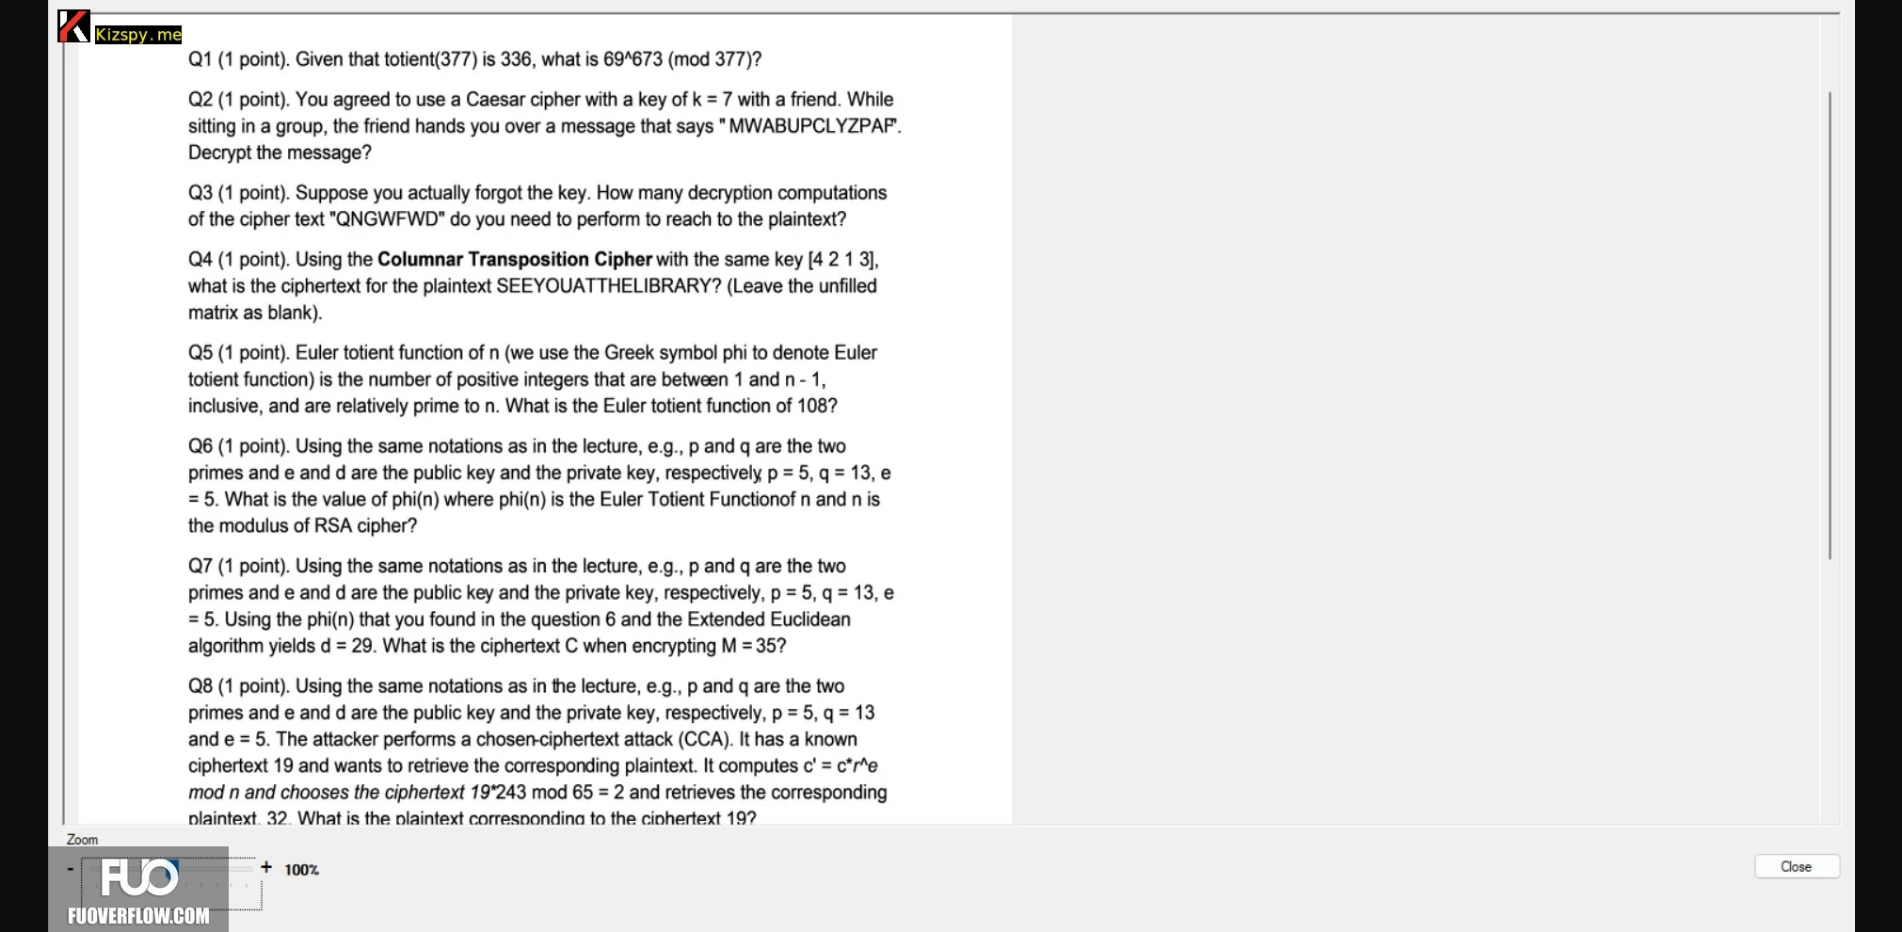 Kizspy.me
Q1 (1 point). Given that totient(377) is 336, what is 69^673 (mod 377)?
Q2 (1 point). You agreed to use a Caesar cipher with a key of k = 7 with a friend. While
sitting in a group, the friend hands you over a message that says "MWABUPCLYZPAF".
Decrypt the message?
Q3 (1 point). Suppose you actually forgot the key. How many decryption computations
of the cipher text "QNGWFWD" do you need to perform to reach to the plaintext?
Q4 (1 point). Using the Columnar Transposition Cipher with the same key [4 2 1 3],
what is the ciphertext for the plaintext SEEYOUATTHELIBRARY? (Leave the unfilled
matrix as blank).
Q5 (1 point). Euler totient function of n (we use the Greek symbol phi to denote Euler
totient function) is the number of positive integers that are between 1 and n - 1,
inclusive, and are relatively prime to n. What is the Euler totient function of 108?
Q6 (1 point). Using the same notations as in the lecture, e.g., p and q are the two
primes and e and d are the public key and the private key, respectively, p = 5, q = 13, e
= 5. What is the value of phi(n) where phi(n) is the Euler Totient Functionof n and n is
the modulus of RSA cipher?
Q7 (1 point). Using the same notations as in the lecture, e.g., p and q are the two
primes and e and d are the public key and the private key, respectively, p = 5, q = 13, e
= 5. Using the phi(n) that you found in the question 6 and the Extended Euclidean
algorithm yields d = 29. What is the ciphertext C when encrypting M = 35?
Q8 (1 point). Using the same notations as in the lecture, e.g., p and q are the two
primes and e and d are the public key and the private key, respectively, p = 5, q = 13
and e = 5. The attacker performs a chosen-ciphertext attack (CCA). It has a known
ciphertext 19 and wants to retrieve the corresponding plaintext. It computes c' = c*r^e
mod n and chooses the ciphertext 19*243 mod 65 = 2 and retrieves the corresponding
plaintext, 32. What is the plaintext corresponding to the ciphertext 19?
Zoom
- + 100%
Close
FUO
FUOVERFLOW.COM